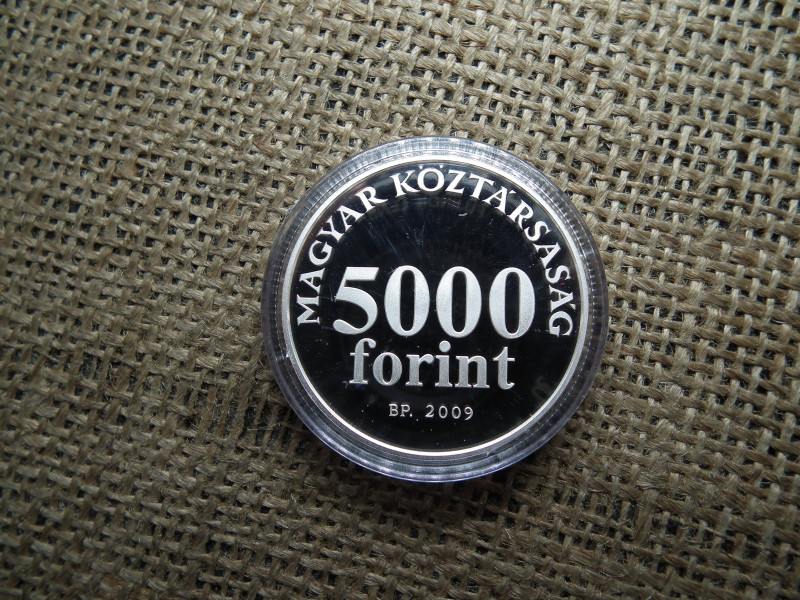 MAGYAR KÖZTÁRSASÁG
5000
forint
BP. 2009